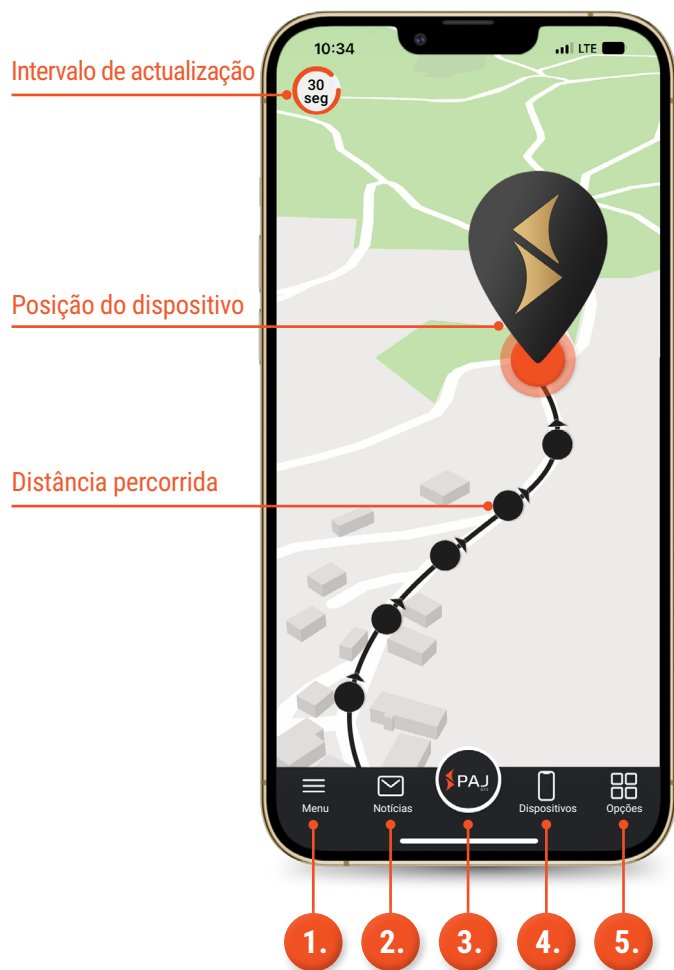 10:34
LTE
Intervalo de actualização
30
seg
Posição do dispositivo
Distância percorrida
PAJ
GPS
Menu
Notícias
Dispositivos
Opções
1.
2.
3.
4.
5.